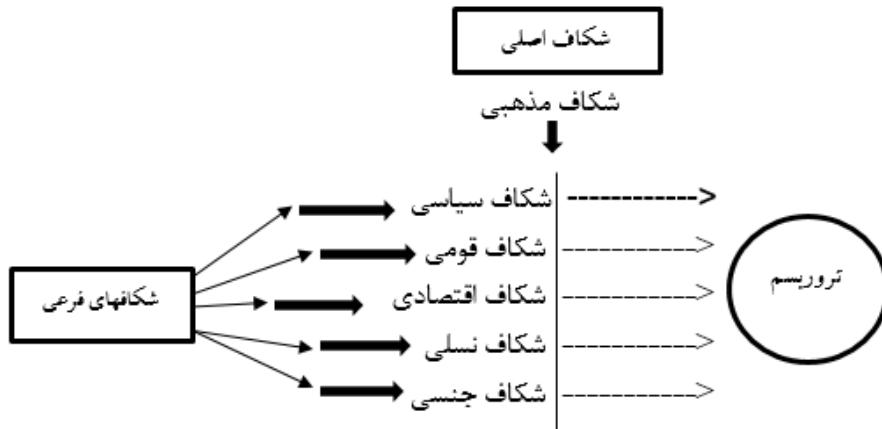 شکاف اصلی
شکاف مذهبی
شکاف سیاسی
شکاف قومی
شکاف اقتصادی
شکاف نسلی
شکاف جنسی
شکافهای فرعی
تروریسم